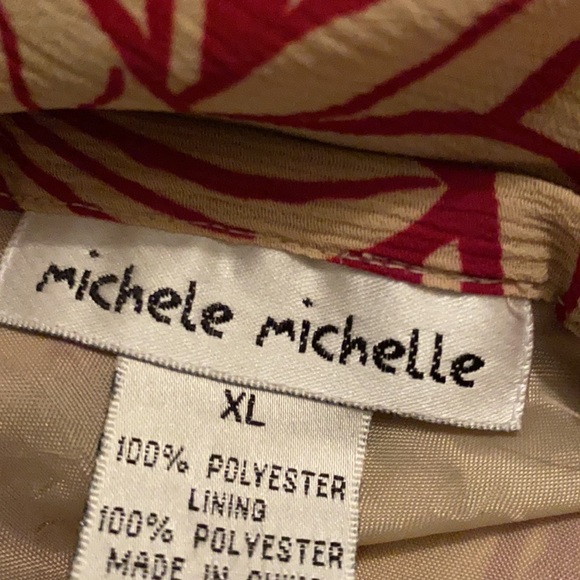 michele michelle
XL
100% POLYESTER
LINING
100% POLYESTER
MADE IN